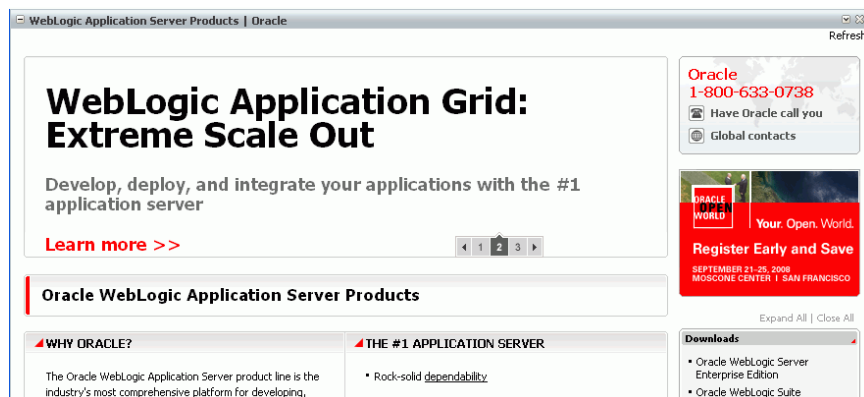 WebLogic Application Server Products | Oracle
Refresh
WebLogic Application Grid:
Extreme Scale Out
Develop, deploy, and integrate your applications with the #1
application server
Learn more >>
1 2 3
Oracle
1-800-633-0738
Have Oracle call you
Global contacts
ORACLE
OPEN
WORLD
Your. Open. World.
Register Early and Save
SEPTEMBER 21-25, 2008
MOSCONE CENTER | SAN FRANCISCO
Oracle WebLogic Application Server Products
Expand All | Close All
WHY ORACLE?
The Oracle WebLogic Application Server product line is the
industry's most comprehensive platform for developing,
THE #1 APPLICATION SERVER
• Rock-solid dependability
Downloads
• Oracle WebLogic Server
Enterprise Edition
• Oracle WebLogic Suite